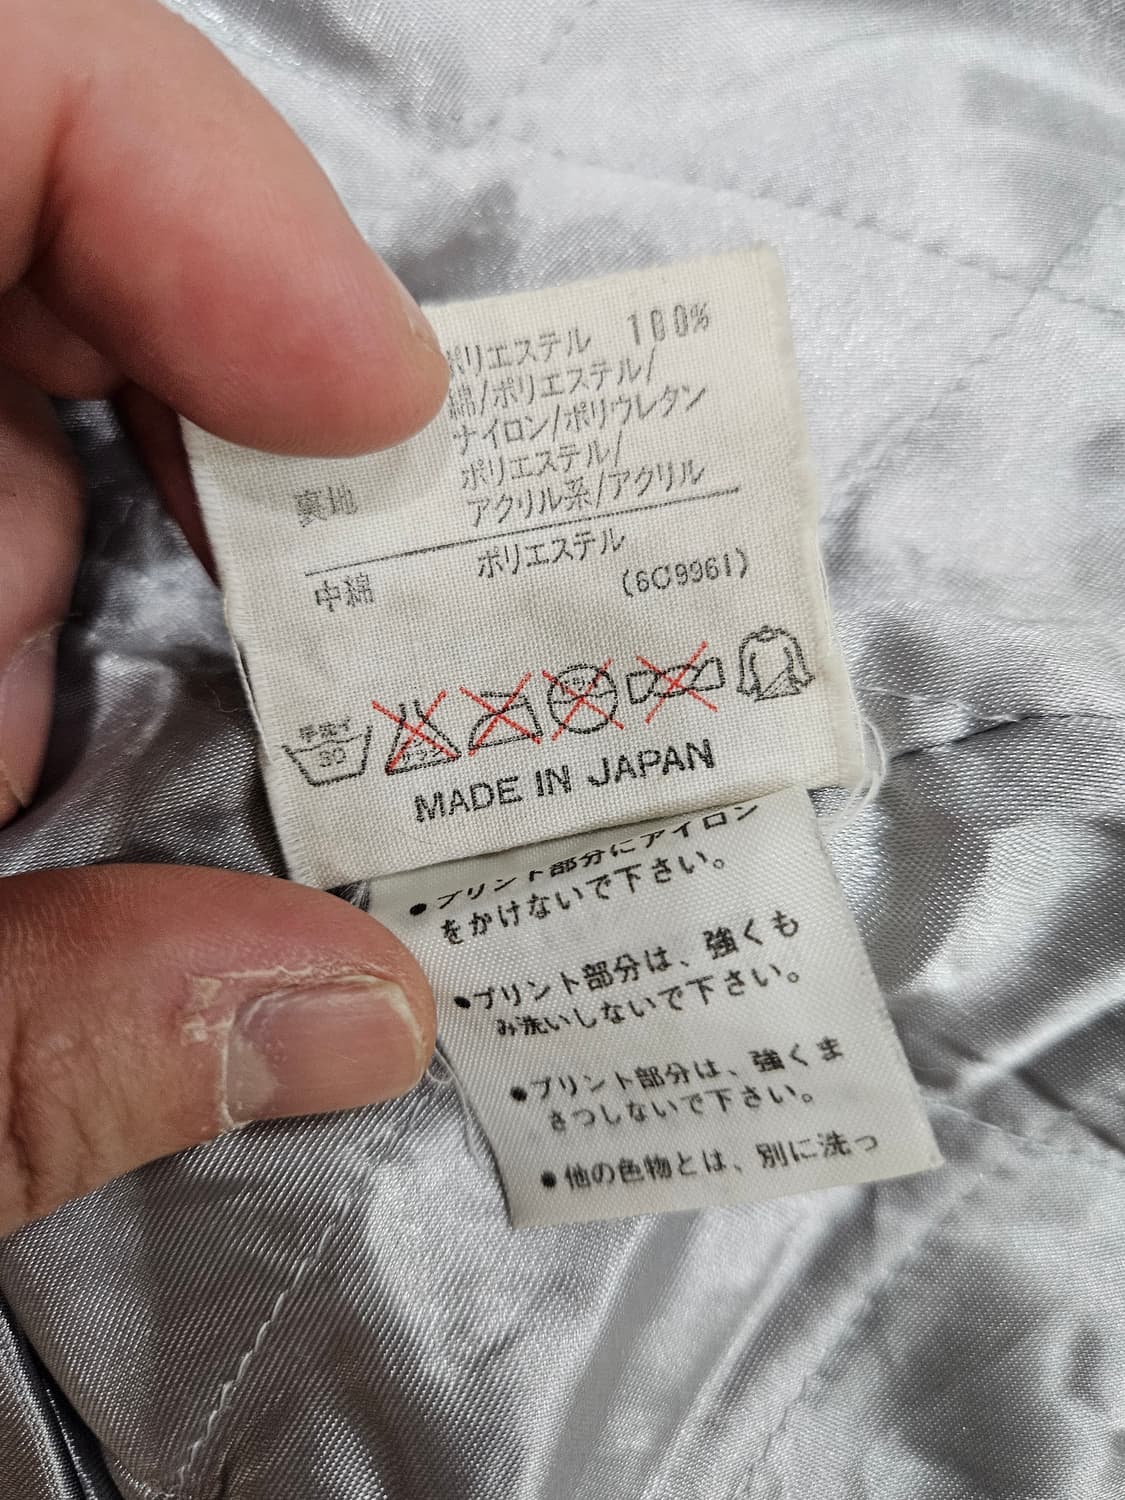 ポリエステル 100%
綿/ポリエステル/
ナイロン/ポリウレタン
ポリエステル/
裏地 アクリル系/アクリル
中綿 ポリエステル
(6C9961)
手洗イ
30
MADE IN JAPAN
●プリント部分にアイロン
をかけないで下さい。
●プリント部分は、強くも
み洗いしないで下さい。
●プリント部分は、強くま
さつしないで下さい。
●他の色物とは、別に洗っ